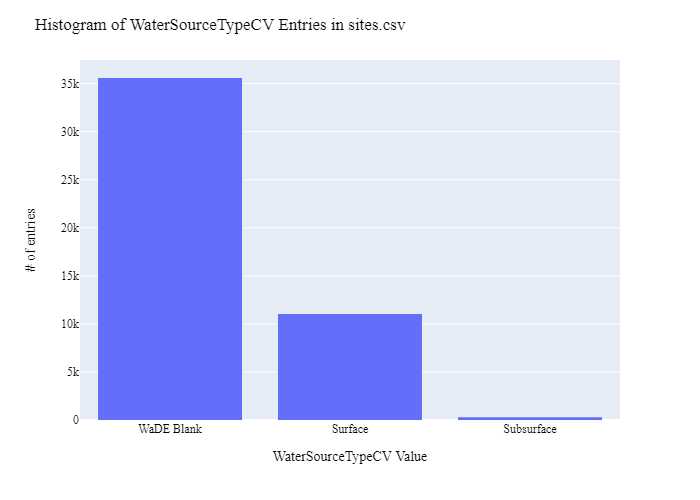 Histogram of WaterSourceTypeCV Entries in sites.csv
35k
30k
25k
20k
15k
10k
5k
0
# of entries
WaDE Blank
Surface
Subsurface
WaterSourceTypeCV Value